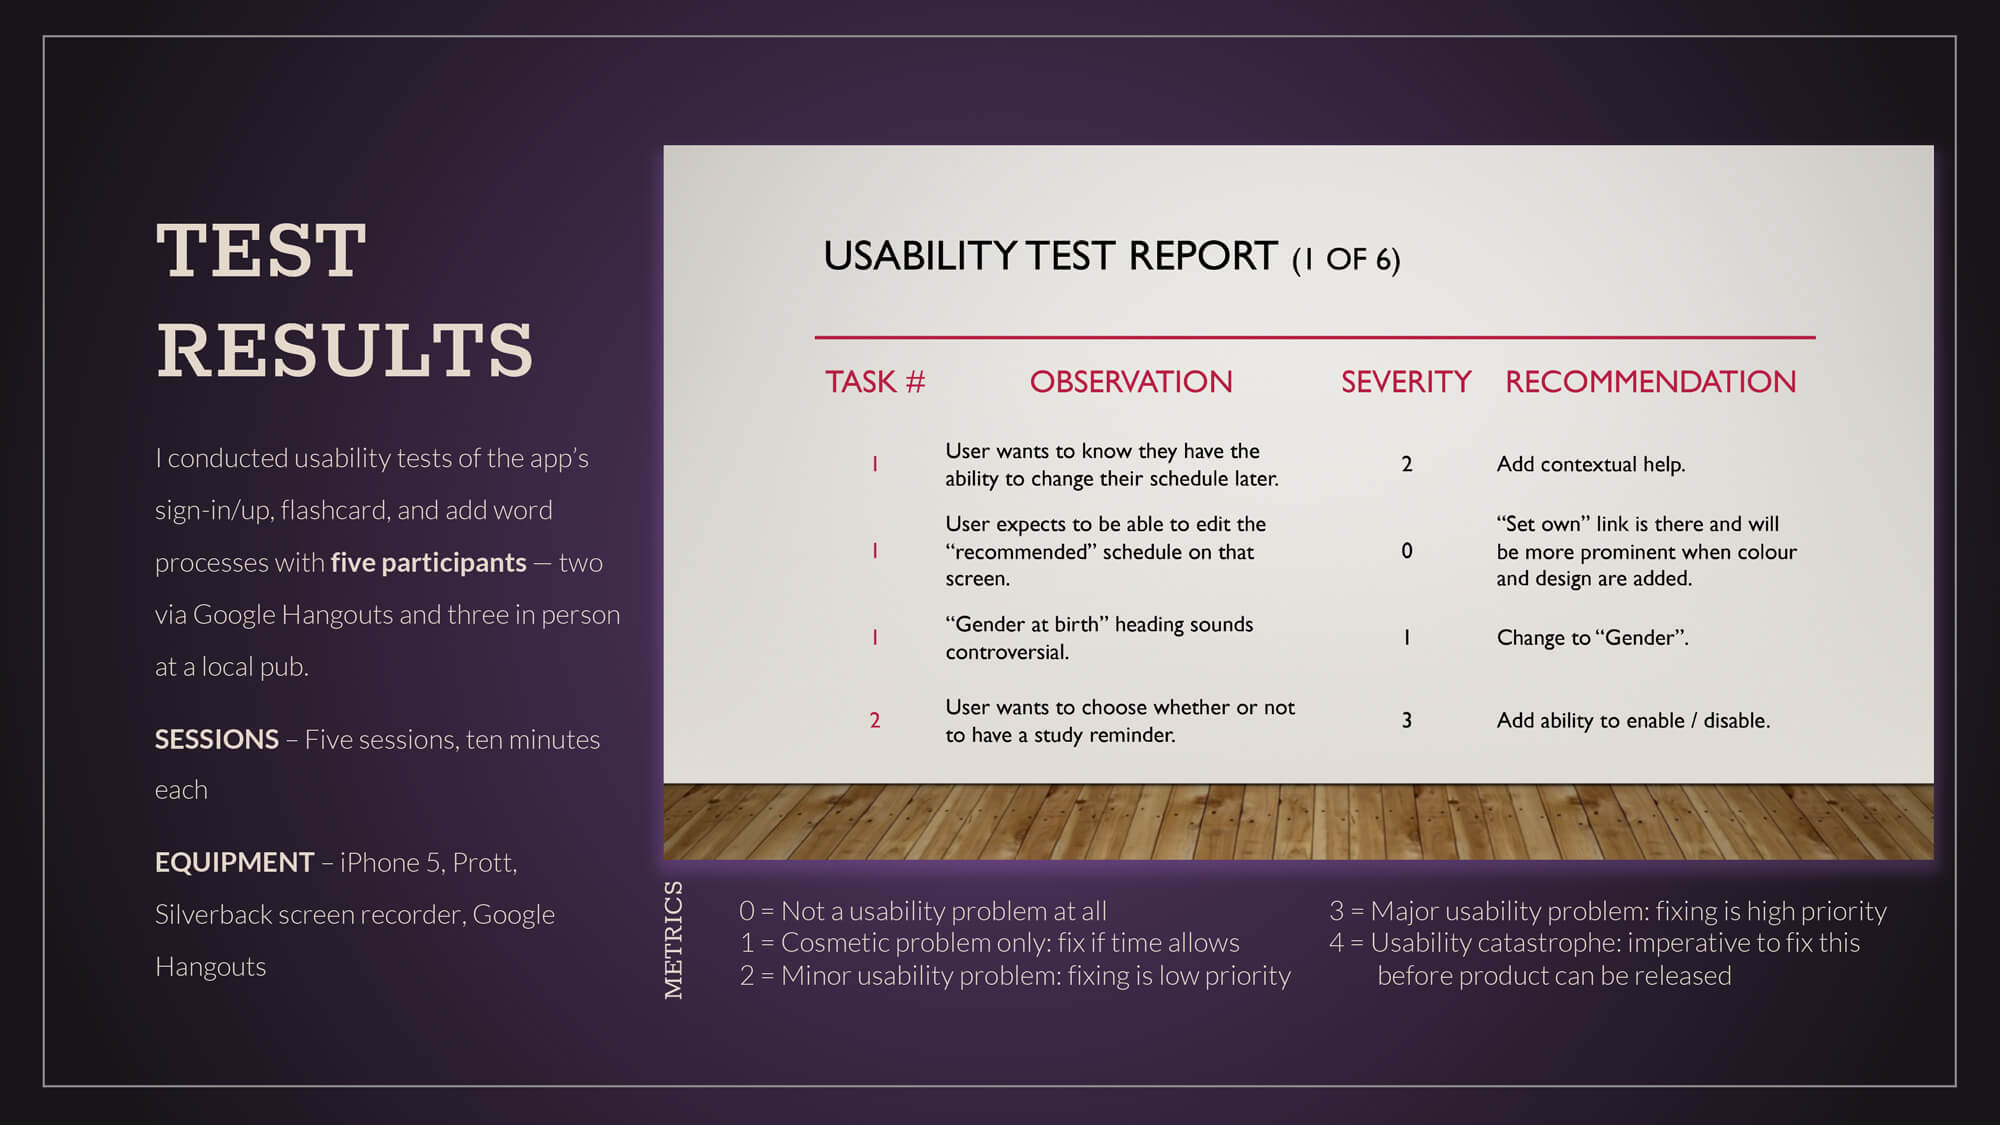 TEST
RESULTS
I conducted usability tests of the app’s
sign-in/up, flashcard, and add word
processes with five participants — two
via Google Hangouts and three in person
at a local pub.
SESSIONS – Five sessions, ten minutes
each
EQUIPMENT – iPhone 5, Prott,
Silverback screen recorder, Google
Hangouts
USABILITY TEST REPORT (1 OF 6)
TASK # OBSERVATION SEVERITY RECOMMENDATION
1 User wants to know they have the
ability to change their schedule later. 2 Add contextual help.
1 User expects to be able to edit the
“recommended” schedule on that
screen. 0 “Set own” link is there and will
be more prominent when colour
and design are added.
1 “Gender at birth” heading sounds
controversial. 1 Change to “Gender”.
2 User wants to choose whether or not
to have a study reminder. 3 Add ability to enable / disable.
METRICS
0 = Not a usability problem at all
1 = Cosmetic problem only: fix if time allows
2 = Minor usability problem: fixing is low priority
3 = Major usability problem: fixing is high priority
4 = Usability catastrophe: imperative to fix this
before product can be released